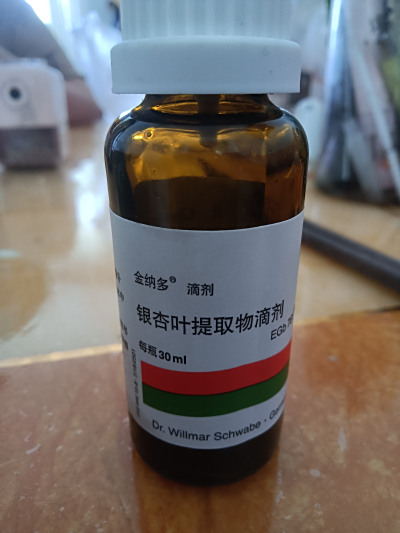 金纳多® 滴剂
银杏叶提取物滴剂
EGb
每瓶30ml
Dr. Willmar Schwabe ·